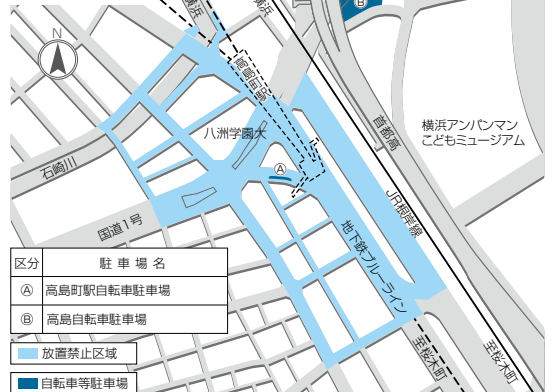 横浜
横浜
Ⓑ
N
高島町駅
八洲学園大
首都高
横浜アンパンマン
こどもミュージアム
石崎川
Ⓐ
JR根岸線
国道1号
地下鉄ブルーライン
区分 駐車場名
Ⓐ 高島町駅自転車駐車場
Ⓑ 高島自転車駐車場
放置禁止区域
自転車等駐車場
至桜木町
至桜木町